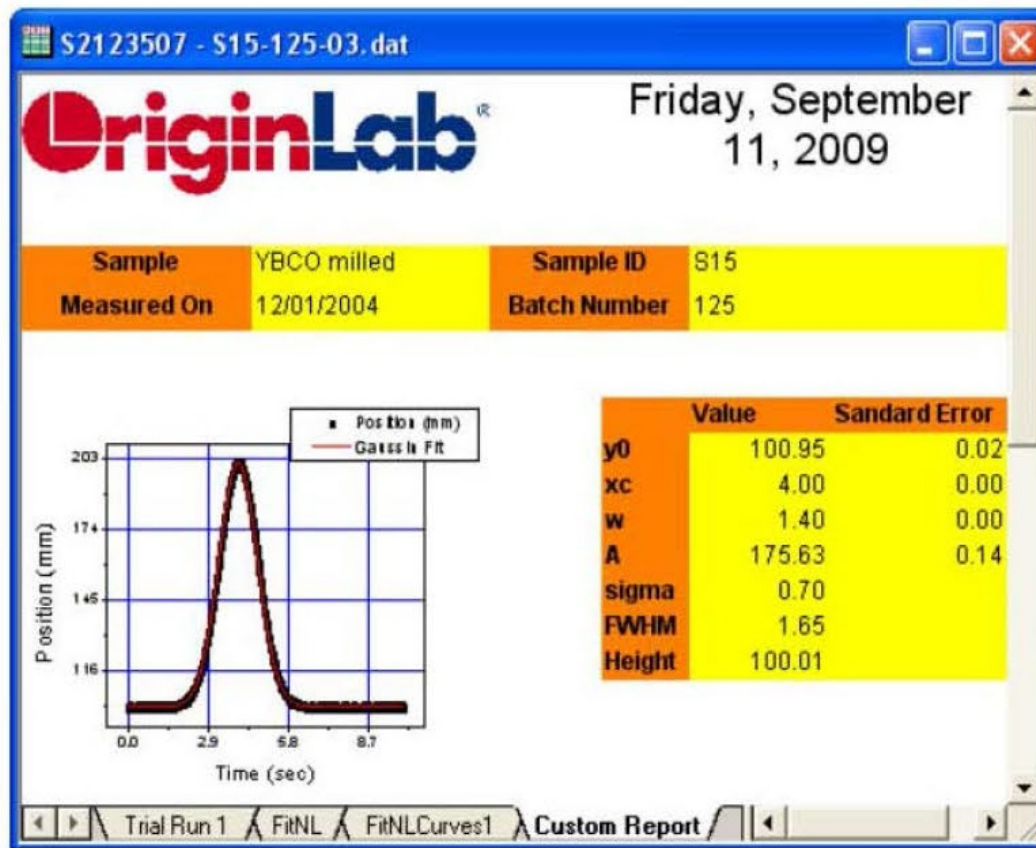 S2123507 - S15-125-03.dat
OriginLab®
Friday, September
11, 2009
Sample YBCO milled Sample ID S15
Measured On 12/01/2004 Batch Number 125
Position (mm)
Gauss In Fit
203
174
145
116
Position (mm)
0.0 2.9 5.8 8.7
Time (sec)
Value Sandard Error
y0 100.95 0.02
xc 4.00 0.00
w 1.40 0.00
A 175.63 0.14
sigma 0.70
FWHM 1.65
Height 100.01
Trial Run 1 FitNL FitNLCurves1 Custom Report